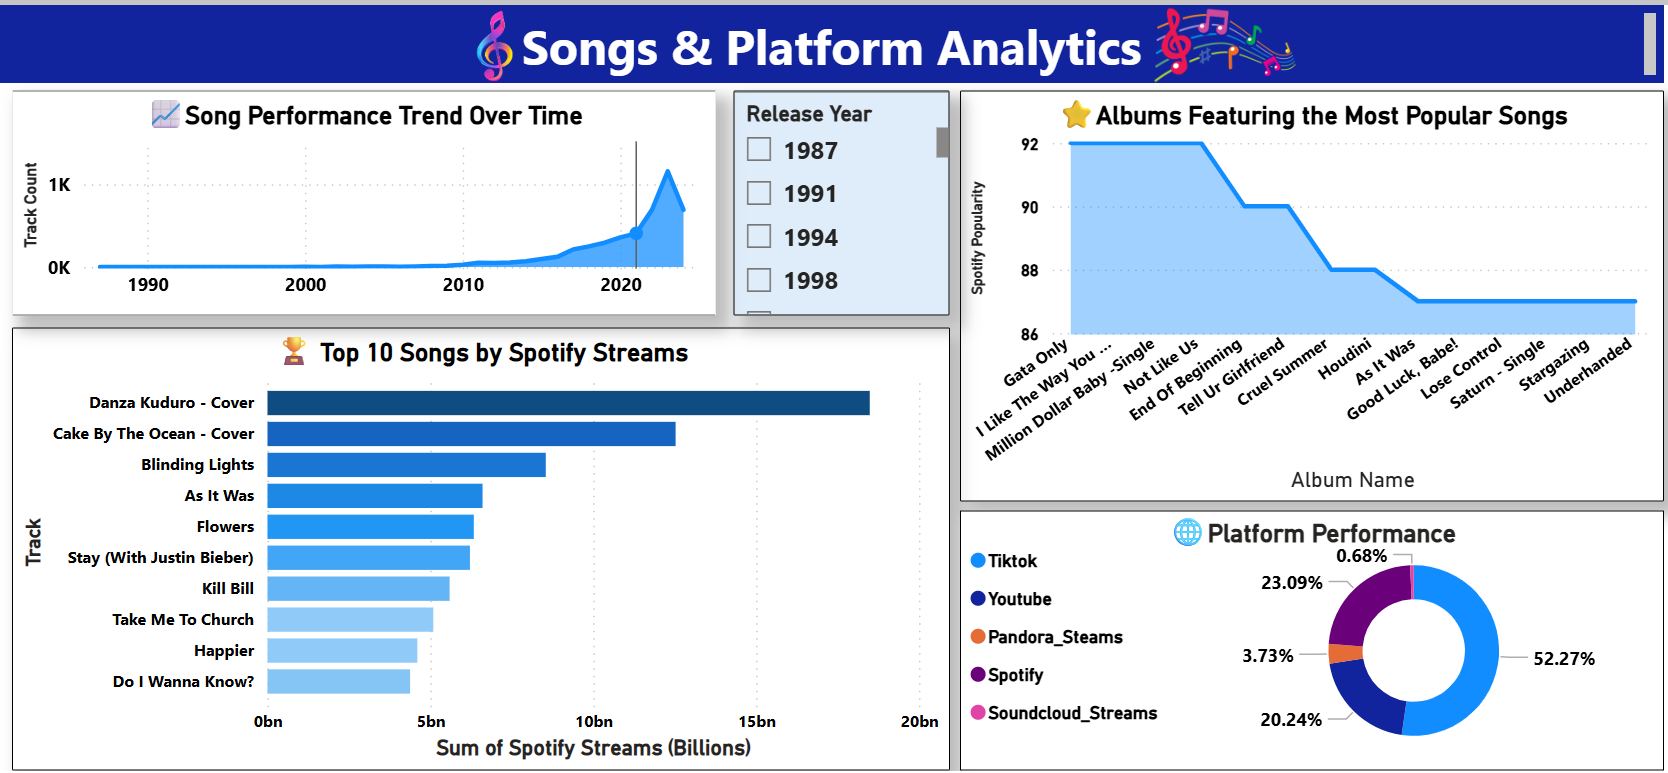 Songs & Platform Analytics
Song Performance Trend Over Time
Track Count
1K
0K
1990
2000
2010
2020
Release Year
1987
1991
1994
1998
Albums Featuring the Most Popular Songs
Spotify Popularity
92
90
88
86
Gata Only
I Like The Way You ...
Million Dollar Baby -Single
Not Like Us
End Of Beginning
Tell Ur Girlfriend
Cruel Summer
Houdini
As It Was
Good Luck, Babe!
Lose Control
Saturn - Single
Stargazing
Underhanded
Album Name
Top 10 Songs by Spotify Streams
Track
Danza Kuduro - Cover
Cake By The Ocean - Cover
Blinding Lights
As It Was
Flowers
Stay (With Justin Bieber)
Kill Bill
Take Me To Church
Happier
Do I Wanna Know?
0bn
5bn
10bn
15bn
20bn
Sum of Spotify Streams (Billions)
Platform Performance
Tiktok
Youtube
Pandora_Steams
Spotify
Soundcloud_Streams
0.68%
23.09%
3.73%
20.24%
52.27%